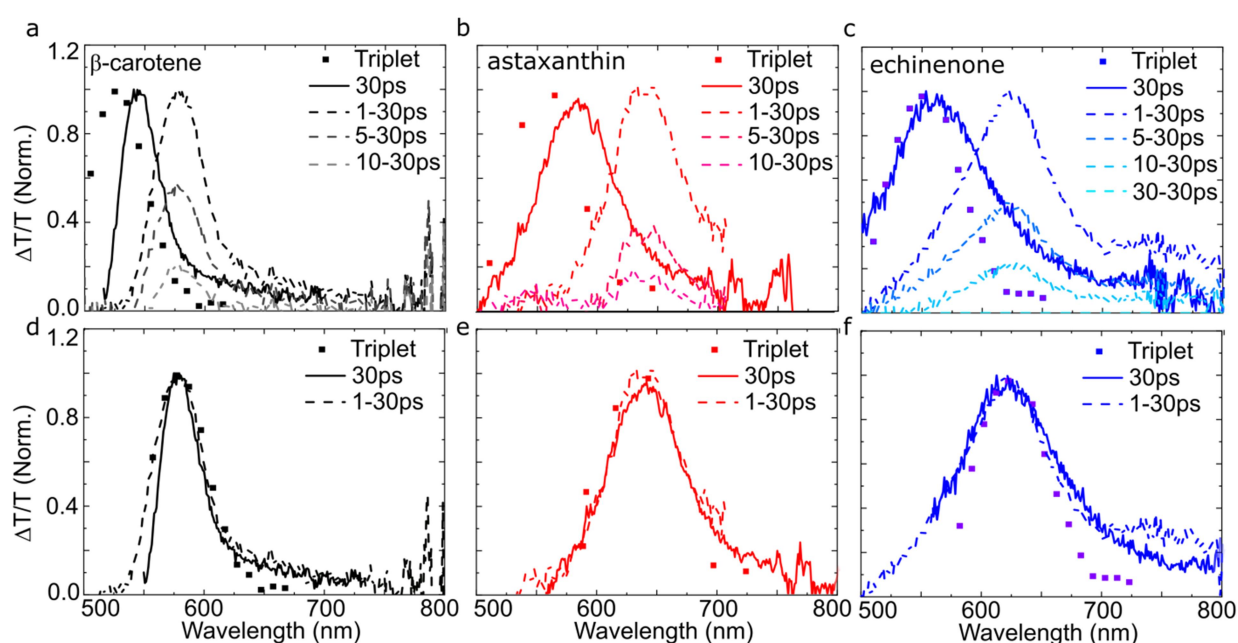 a
b
c
1.2
β-carotene
Triplet
30ps
1-30ps
5-30ps
10-30ps
astaxanthin
Triplet
30ps
1-30ps
5-30ps
10-30ps
echinenone
Triplet
30ps
1-30ps
5-30ps
10-30ps
30-30ps
ΔT/T (Norm.)
0.8
0.4
0.0
d
e
f
1.2
Triplet
30ps
1-30ps
Triplet
30ps
1-30ps
Triplet
30ps
1-30ps
ΔT/T (Norm.)
0.8
0.4
0.0
500 600 700 800
500 600 700 800
500 600 700 800
Wavelength (nm)
Wavelength (nm)
Wavelength (nm)